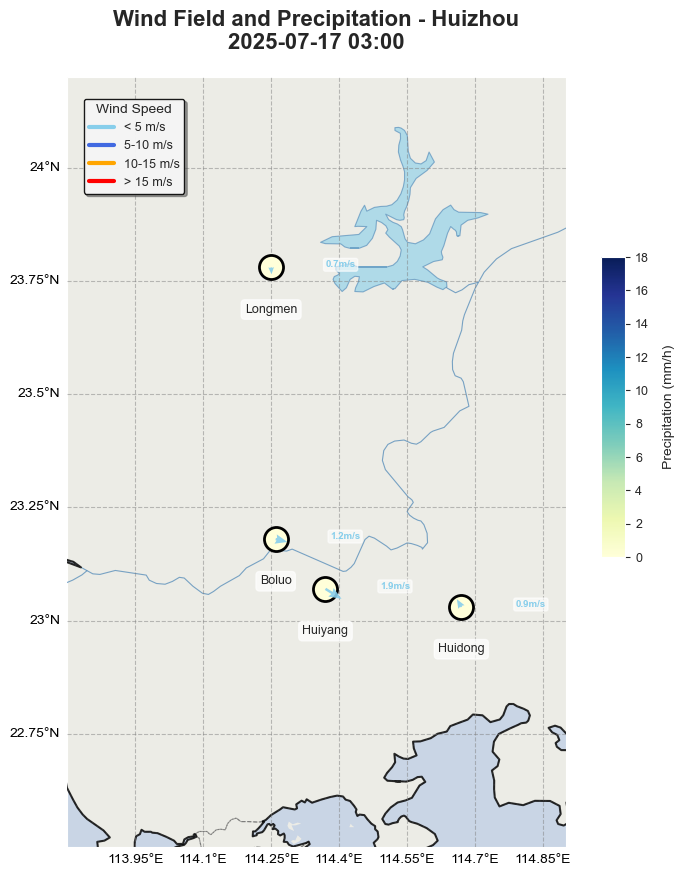 Wind Field and Precipitation - Huizhou
2025-07-17 03:00
Wind Speed
< 5 m/s
5-10 m/s
10-15 m/s
> 15 m/s
24°N
23.75°N
23.5°N
23.25°N
23°N
22.75°N
0.7m/s
Longmen
1.2m/s
Boluo
1.9m/s
Huiyang
0.9m/s
Huidong
113.95°E
114.1°E
114.25°E
114.4°E
114.55°E
114.7°E
114.85°E
18
16
14
12
10
8
6
4
2
0
Precipitation (mm/h)